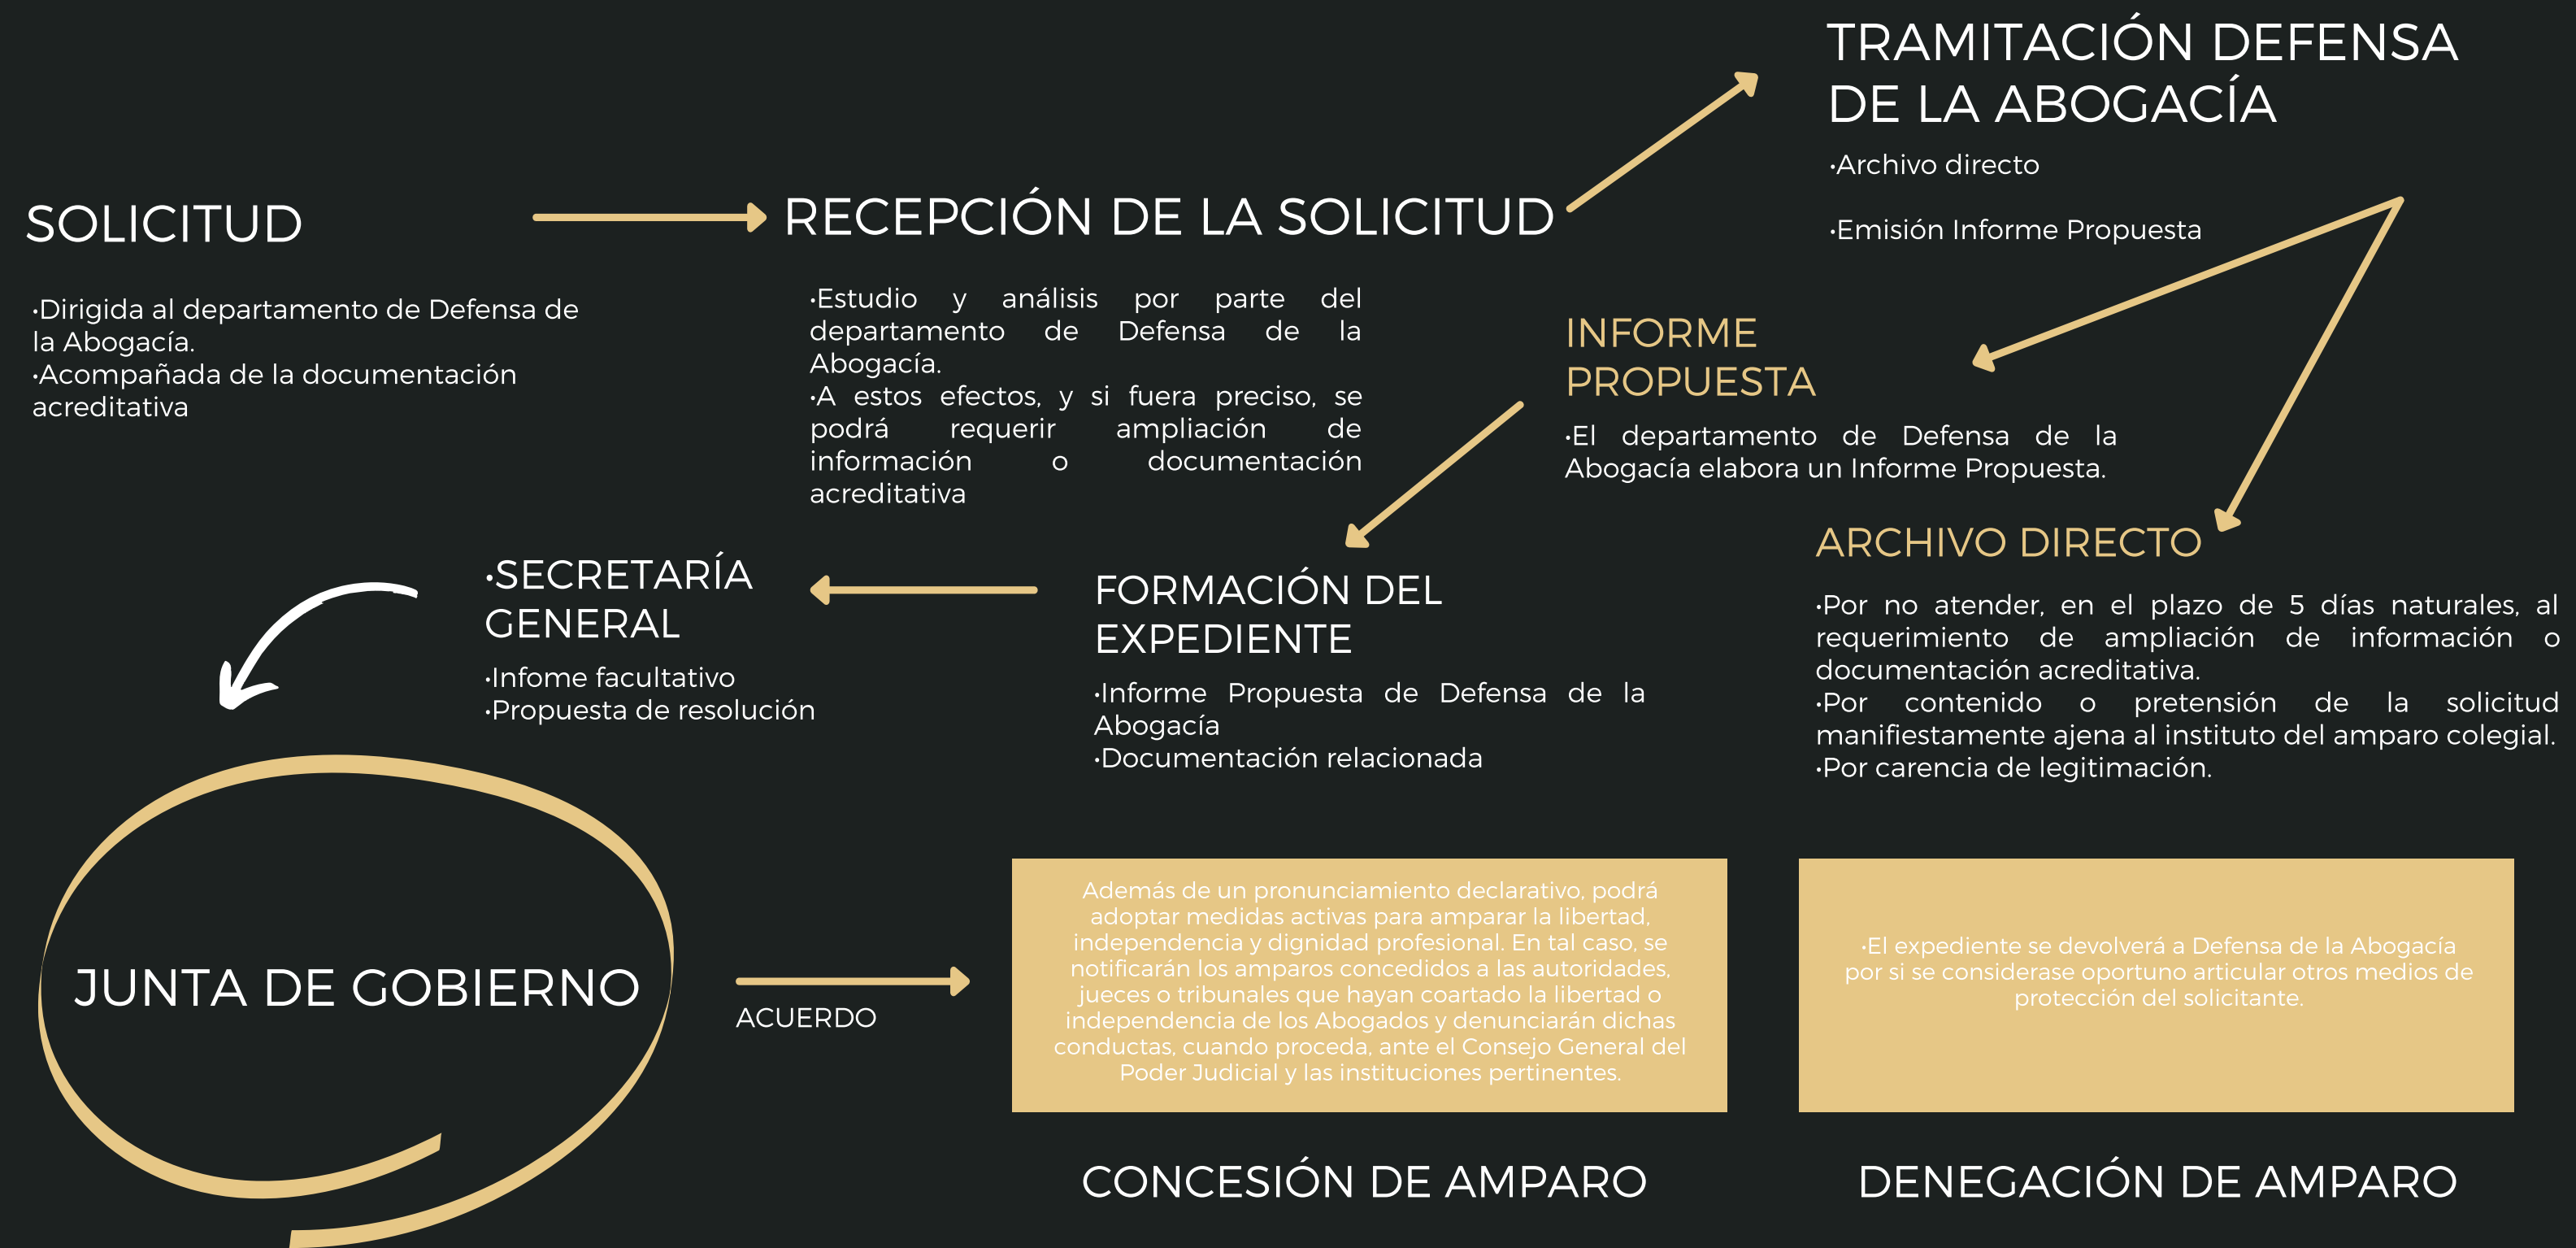 SOLICITUD
•Dirigida al departamento de Defensa de
la Abogacía.
•Acompañada de la documentación
acreditativa
RECEPCIÓN DE LA SOLICITUD
•Estudio y análisis por parte del
departamento de Defensa de la
Abogacía.
•A estos efectos, y si fuera preciso, se
podrá requerir ampliación de
información o documentación
acreditativa
TRAMITACIÓN DEFENSA
DE LA ABOGACÍA
•Archivo directo
•Emisión Informe Propuesta
INFORME
PROPUESTA
•El departamento de Defensa de la
Abogacía elabora un Informe Propuesta.
ARCHIVO DIRECTO
•Por no atender, en el plazo de 5 días naturales, al
requerimiento de ampliación de información o
documentación acreditativa.
•Por contenido o pretensión de la solicitud
manifiestamente ajena al instituto del amparo colegial.
•Por carencia de legitimación.
FORMACIÓN DEL
EXPEDIENTE
•Informe Propuesta de Defensa de la
Abogacía
•Documentación relacionada
•SECRETARÍA
GENERAL
•Infome facultativo
•Propuesta de resolución
JUNTA DE GOBIERNO
ACUERDO
Además de un pronunciamiento declarativo, podrá
adoptar medidas activas para amparar la libertad,
independencia y dignidad profesional. En tal caso, se
notificarán los amparos concedidos a las autoridades,
jueces o tribunales que hayan coartado la libertad o
independencia de los Abogados y denunciarán dichas
conductas, cuando proceda, ante el Consejo General del
Poder Judicial y las instituciones pertinentes.
CONCESIÓN DE AMPARO
•El expediente se devolverá a Defensa de la Abogacía
por si se considerase oportuno articular otros medios de
protección del solicitante.
DENEGACIÓN DE AMPARO